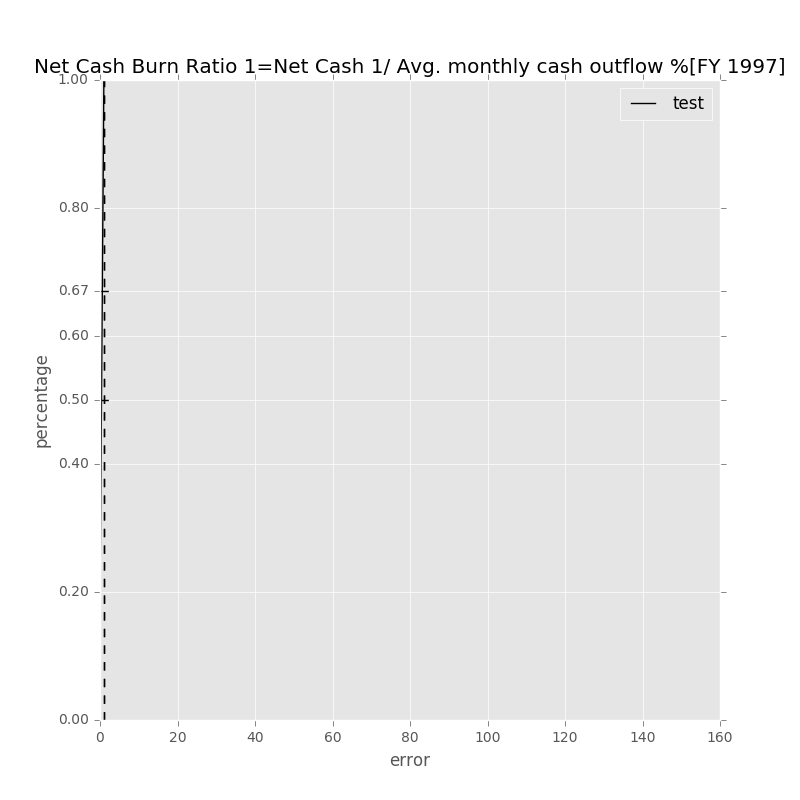 Net Cash Burn Ratio 1=Net Cash 1/ Avg. monthly cash outflow %[FY 1997]
1.00
test
0.80
0.67
0.60
percentage
0.50
0.40
0.20
0.00
0 20 40 60 80 100 120 140 160
error